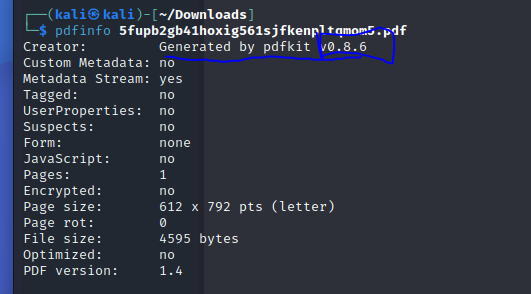 ┌──(kali㉿kali)-[~/Downloads]
└─$ pdfinfo 5fupb2gb41hoxig561sjfkenpltqmom5.pdf
Creator: Generated by pdfkit v0.8.6
Custom Metadata: no
Metadata Stream: yes
Tagged: no
UserProperties: no
Suspects: no
Form: none
JavaScript: no
Pages: 1
Encrypted: no
Page size: 612 x 792 pts (letter)
Page rot: 0
File size: 4595 bytes
Optimized: no
PDF version: 1.4